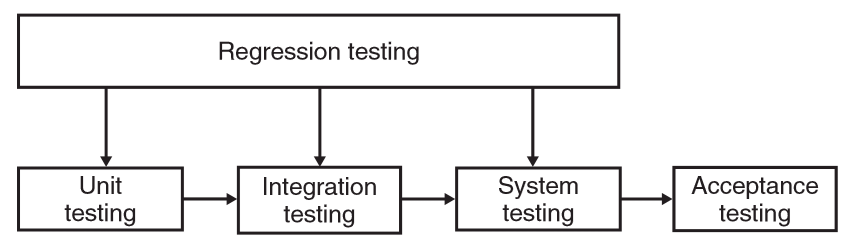 Regression testing
Unit
testing
Integration
testing
System
testing
Acceptance
testing